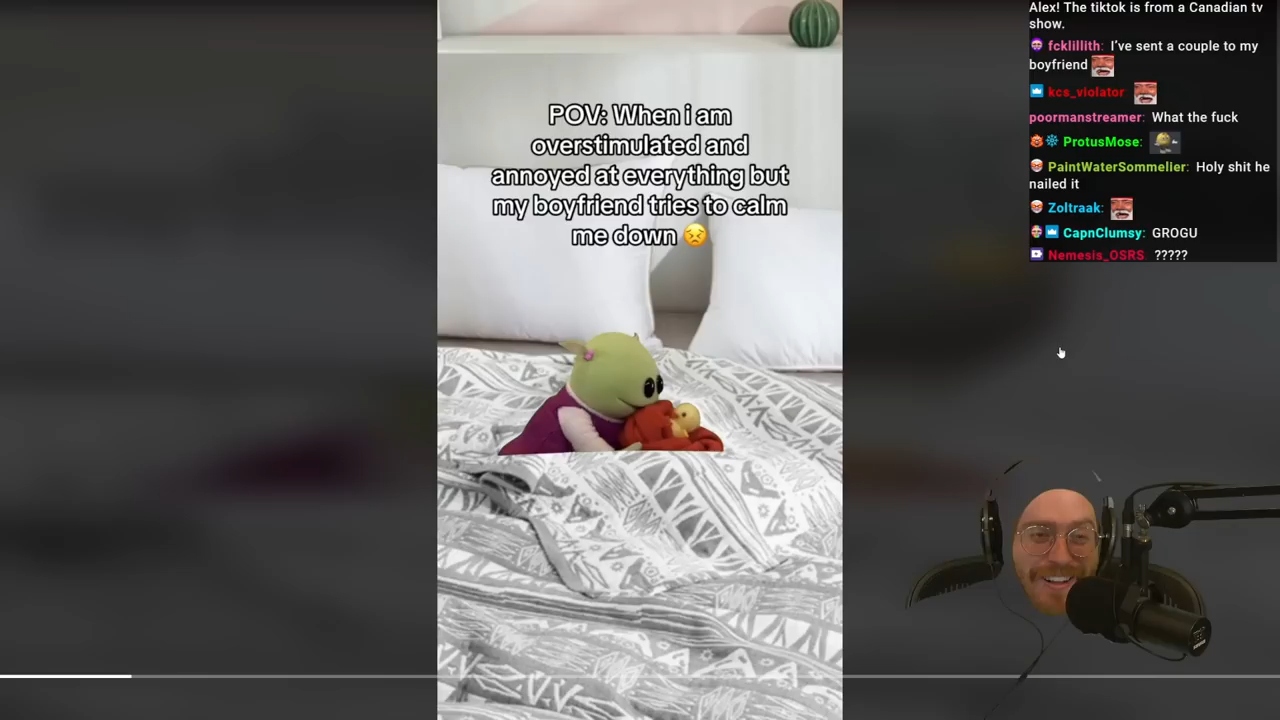 POV: When i am
overstimulated and
annoyed at everything but
my boyfriend tries to calm
me down 😣
Alex! The tiktok is from a Canadian tv
show.
fcklillith: I've sent a couple to my
boyfriend
kcs_violator
poormanstreamer: What the fuck
ProtusMose:
PaintWaterSommelier: Holy shit he
nailed it
Zoltraak:
CapnClumsy: GROGU
Nemesis_OSRS ?????